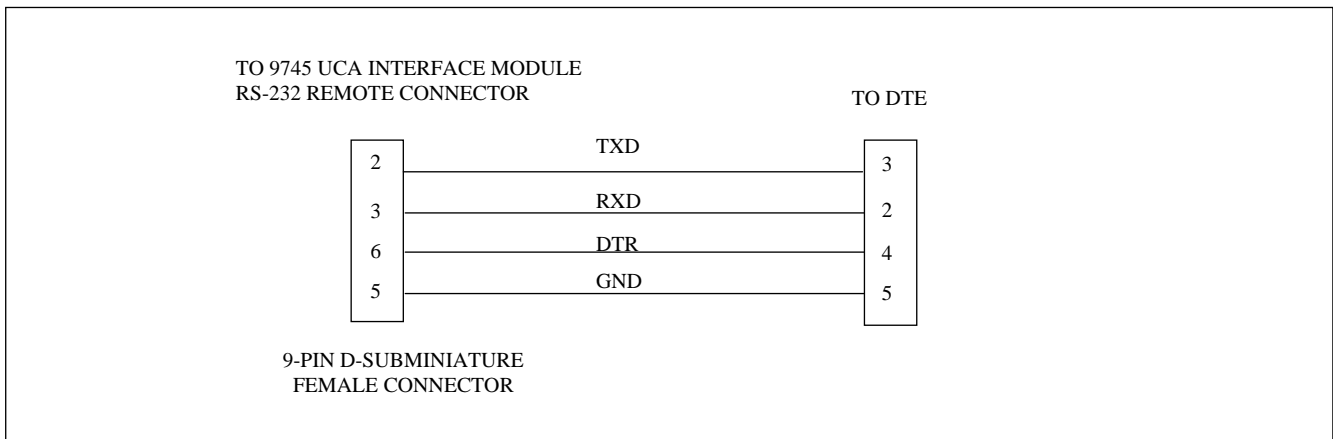 TO 9745 UCA INTERFACE MODULE
RS-232 REMOTE CONNECTOR
TO DTE
2 TXD 3
3 RXD 2
6 DTR 4
5 GND 5
9-PIN D-SUBMINIATURE
FEMALE CONNECTOR